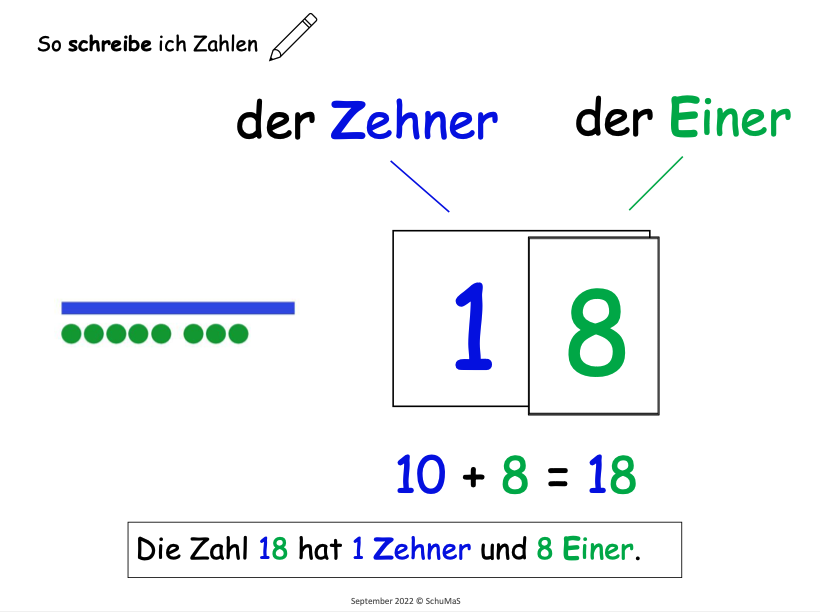 So schreibe ich Zahlen
der Zehner
der Einer
1 8
10 + 8 = 18
Die Zahl 18 hat 1 Zehner und 8 Einer.
September 2022 © SchuMaS